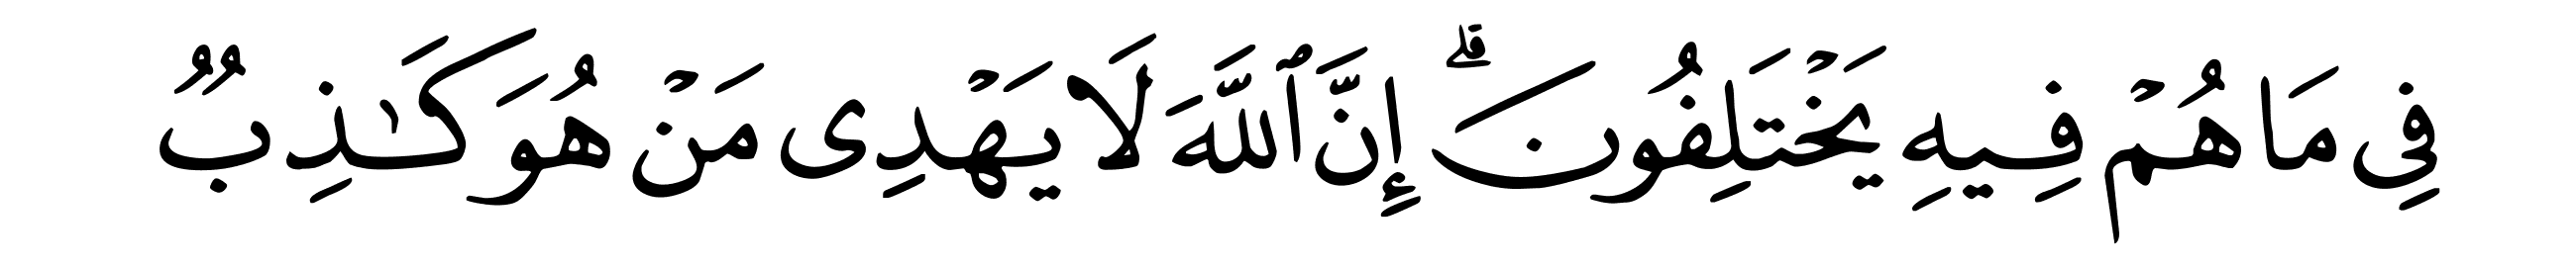 فِى مَا هُمْ فِيهِ يَخْتَلِفُونَ ۗ إِنَّ ٱللَّهَ لَا يَهْدِى مَنْ هُوَ كَـٰذِبٌ